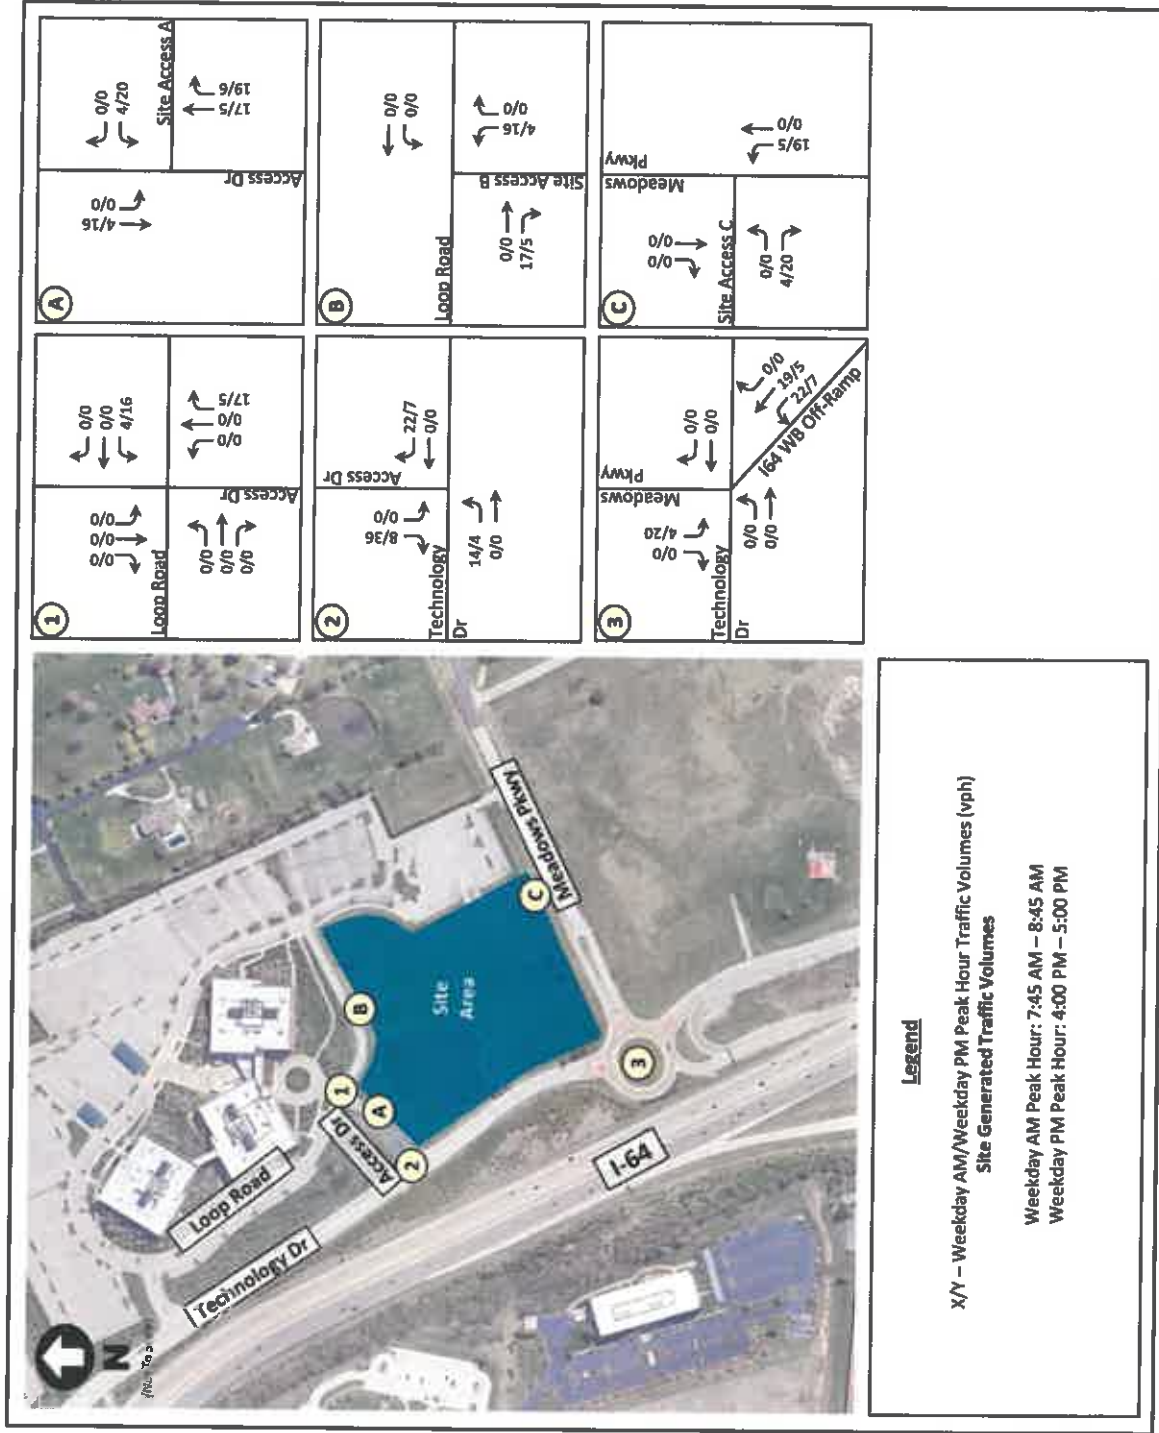 N
Loop Road
Technology Dr
Access Dr
1
A
2
B
Site
Area
C
Meadows Pkwy
3
I-64
1
0/0
0/0
0/0
0/0
0/0
4/16
Loop Road
0/0
0/0
0/0
Access Dr
0/0
0/0
17/5
A
4/16
0/0
0/0
4/20
Site Access A
Access Dr
17/5
19/6
2
8/36
0/0
Access Dr
22/7
0/0
Technology
Dr
14/4
0/0
B
0/0
0/0
Loop Road
0/0
17/5
Site Access B
4/16
0/0
3
0/0
4/20
Meadows
Pkwy
0/0
0/0
Technology
Dr
0/0
0/0
0/0
19/5
22/7
I64 WB Off-Ramp
C
0/0
0/0
Meadows
Pkwy
Site Access C
0/0
4/20
19/5
0/0
Legend
X/Y – Weekday AM/Weekday PM Peak Hour Traffic Volumes (vph)
Site Generated Traffic Volumes
Weekday AM Peak Hour: 7:45 AM – 8:45 AM
Weekday PM Peak Hour: 4:00 PM – 5:00 PM